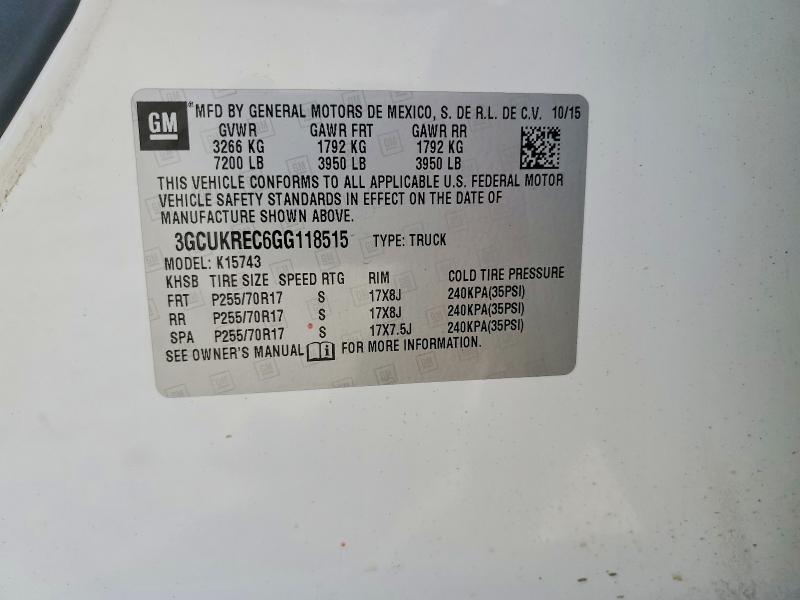 GM ® MFD BY GENERAL MOTORS DE MEXICO, S. DE R.L. DE C.V. 10/15
GVWR GAWR FRT GAWR RR
3266 KG 1792 KG 1792 KG
7200 LB 3950 LB 3950 LB
THIS VEHICLE CONFORMS TO ALL APPLICABLE U.S. FEDERAL MOTOR
VEHICLE SAFETY STANDARDS IN EFFECT ON THE DATE OF
MANUFACTURE SHOWN ABOVE.
3GCUKREC6GG118515 TYPE: TRUCK
MODEL: K15743
KHSB TIRE SIZE SPEED RTG RIM COLD TIRE PRESSURE
FRT P255/70R17 S 17X8J 240KPA(35PSI)
RR P255/70R17 S 17X8J 240KPA(35PSI)
SPA P255/70R17 S 17X7.5J 240KPA(35PSI)
SEE OWNER'S MANUAL i FOR MORE INFORMATION.